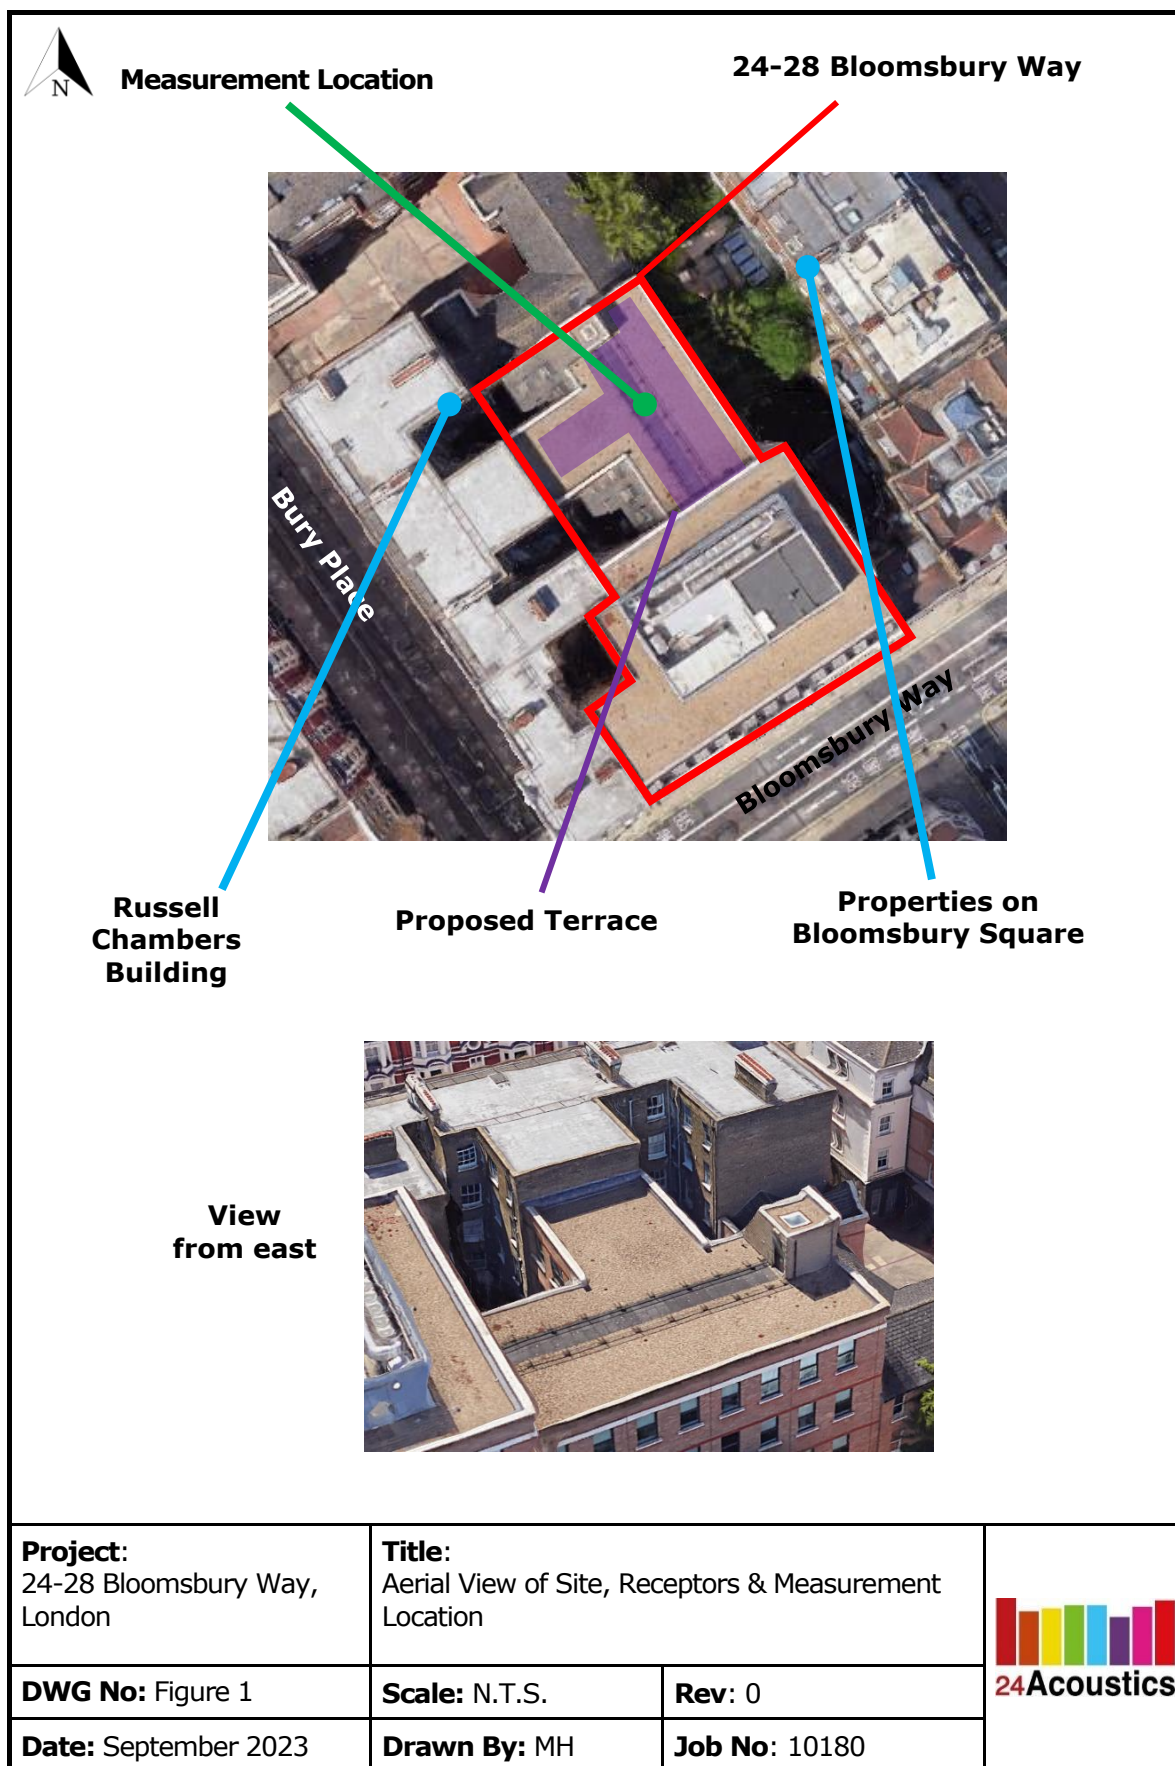 N
Measurement Location
24-28 Bloomsbury Way
Bury Place
Bloomsbury Way
Russell
Chambers
Building
Proposed Terrace
Properties on
Bloomsbury Square
View
from east
Project:
24-28 Bloomsbury Way,
London
Title:
Aerial View of Site, Receptors & Measurement
Location
24Acoustics
DWG No: Figure 1
Scale: N.T.S.
Rev: 0
Date: September 2023
Drawn By: MH
Job No: 10180